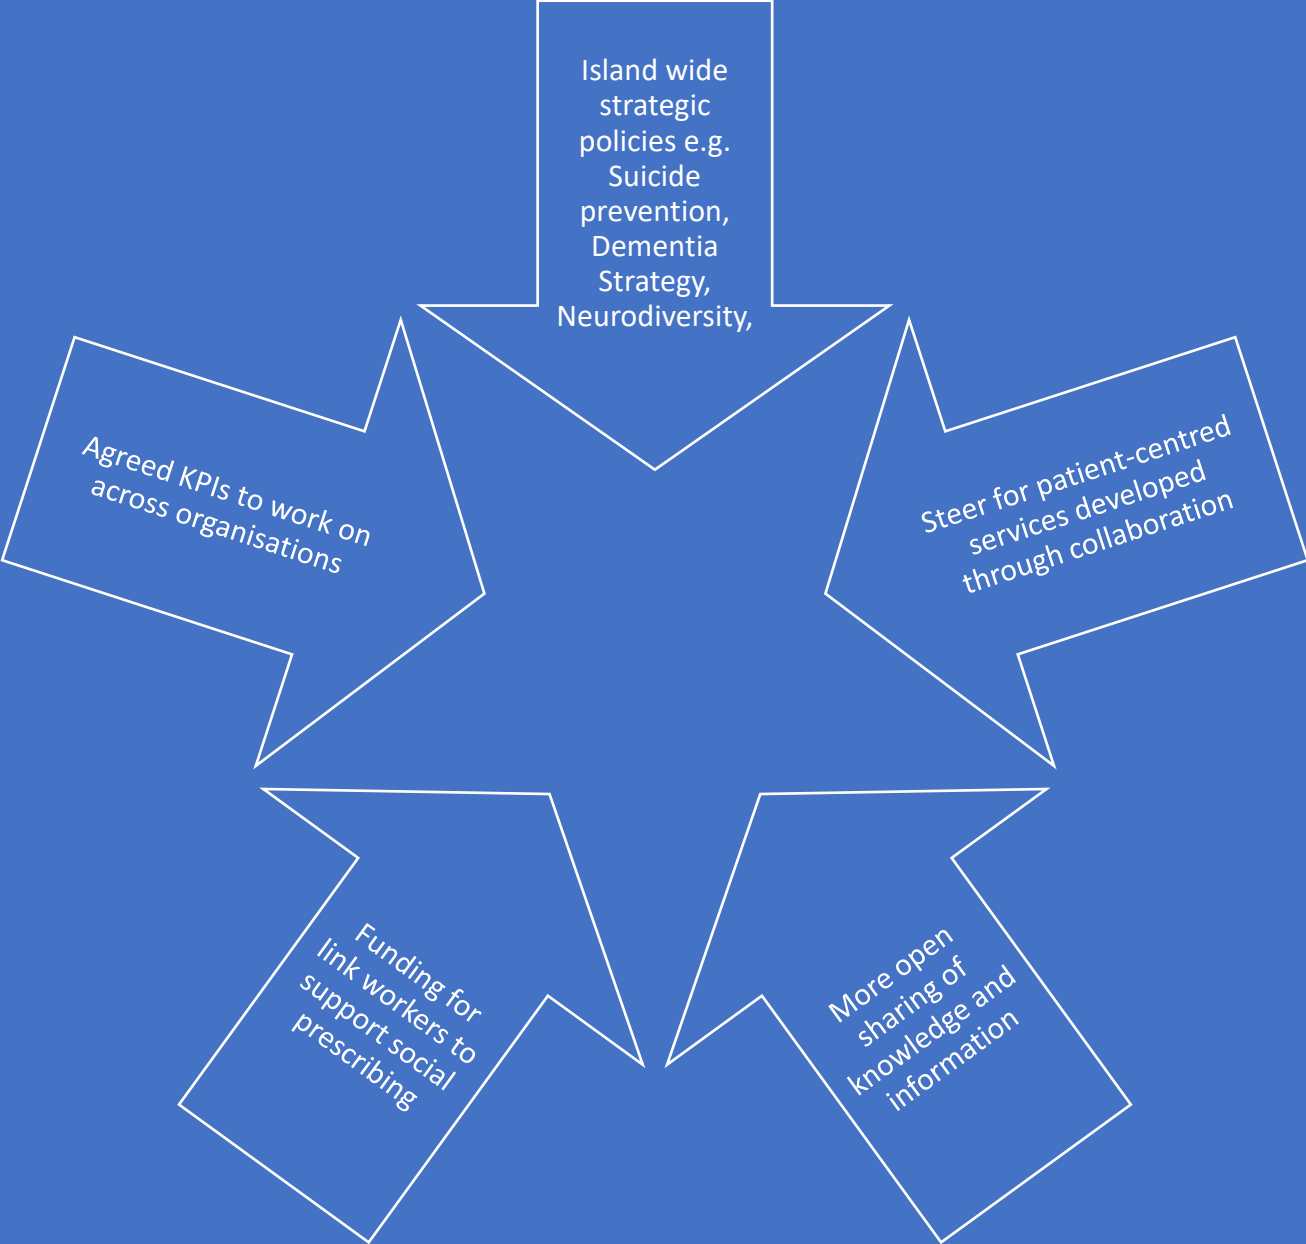 Island wide
strategic
policies e.g.
Suicide
prevention,
Dementia
Strategy,
Neurodiversity,
Steer for patient-centred
services developed
through collaboration
More open
sharing of
knowledge and
information
Funding for
link workers to
support social
prescribing
Agreed KPIs to work on
across organisations